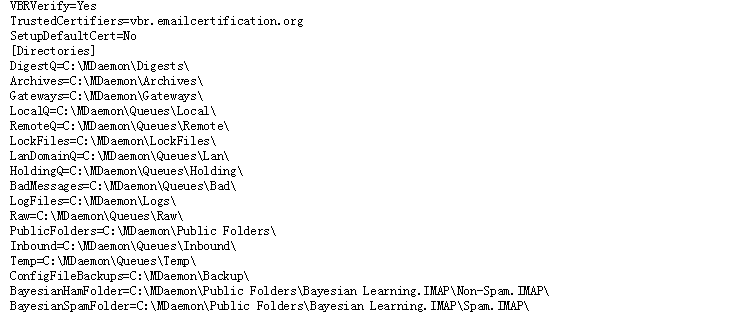 VBRVerify=Yes
TrustedCertifiers=vbr.emailcertification.org
SetupDefaultCert=No
[Directories]
DigestQ=C:\MDaemon\Digests\
Archives=C:\MDaemon\Archives\
Gateways=C:\MDaemon\Gateways\
LocalQ=C:\MDaemon\Queues\Local\
RemoteQ=C:\MDaemon\Queues\Remote\
LockFiles=C:\MDaemon\LockFiles\
LanDomainQ=C:\MDaemon\Queues\Lan\
HoldingQ=C:\MDaemon\Queues\Holding\
BadMessages=C:\MDaemon\Queues\Bad\
LogFiles=C:\MDaemon\Logs\
Raw=C:\MDaemon\Queues\Raw\
PublicFolders=C:\MDaemon\Public Folders\
Inbound=C:\MDaemon\Queues\Inbound\
Temp=C:\MDaemon\Queues\Temp\
ConfigFileBackups=C:\MDaemon\Backup\
BayesianHamFolder=C:\MDaemon\Public Folders\Bayesian Learning.IMAP\Non-Spam.IMAP\
BayesianSpamFolder=C:\MDaemon\Public Folders\Bayesian Learning.IMAP\Spam.IMAP\